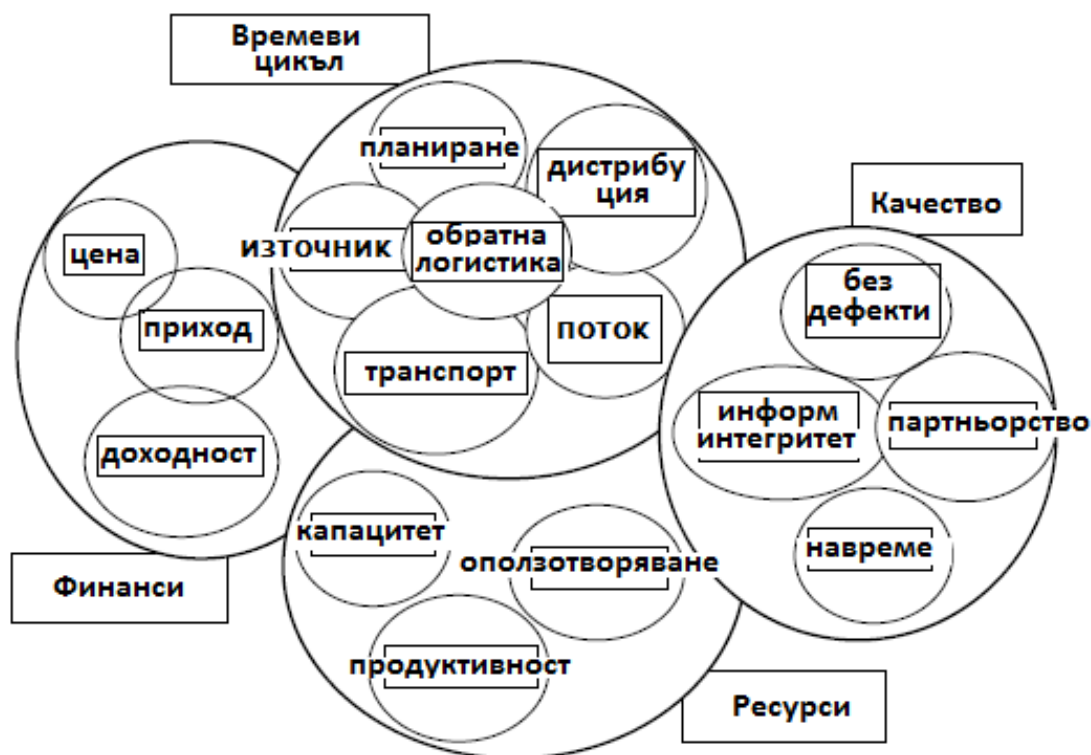 Времеви
цикъл
планиране
дистрибу
ция
източник
обратна
логистика
поток
транспорт
цена
приход
доходност
Финанси
Качество
без
дефекти
информ
интегритет
партньорство
навреме
капацитет
оползотворяване
продуктивност
Ресурси